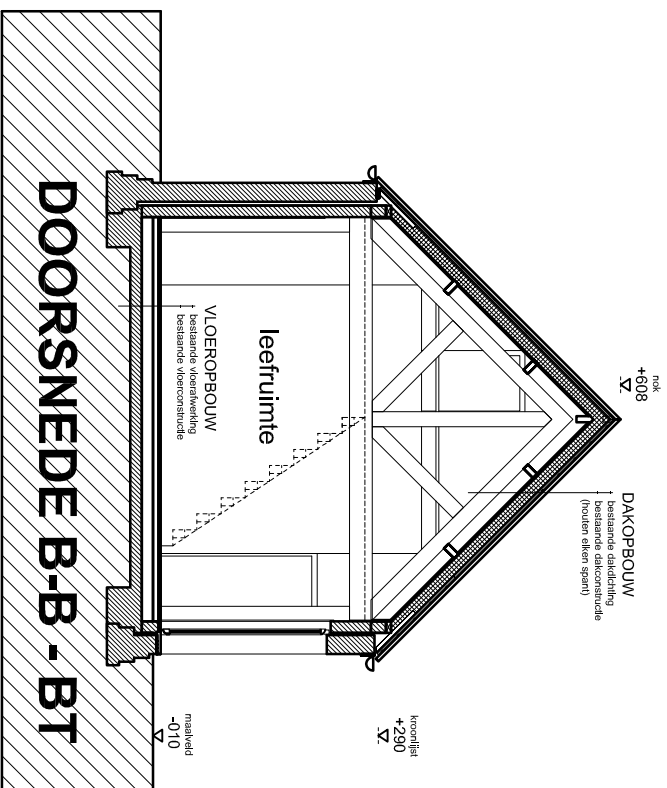 nok
+608
DAKOPBOUW
bestaande dakdichting
bestaande dakconstructie
(houten eiken spant)
kroonlijst
+290
leefruimte
VLOEROPBOUW
bestaande vloerafwerking
bestaande vloerconstructie
maaiveld
-010
DOORSNEDE B-B - BT